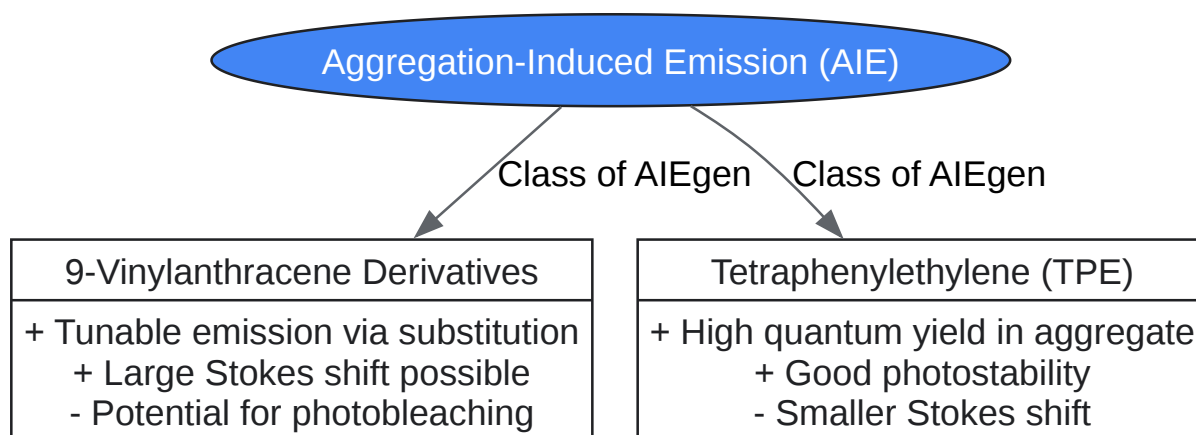 Aggregation-Induced Emission (AIE)
Class of AIEgen
Class of AIEgen
9-Vinylanthracene Derivatives
+ Tunable emission via substitution
+ Large Stokes shift possible
- Potential for photobleaching
Tetraphenylethylene (TPE)
+ High quantum yield in aggregate
+ Good photostability
- Smaller Stokes shift